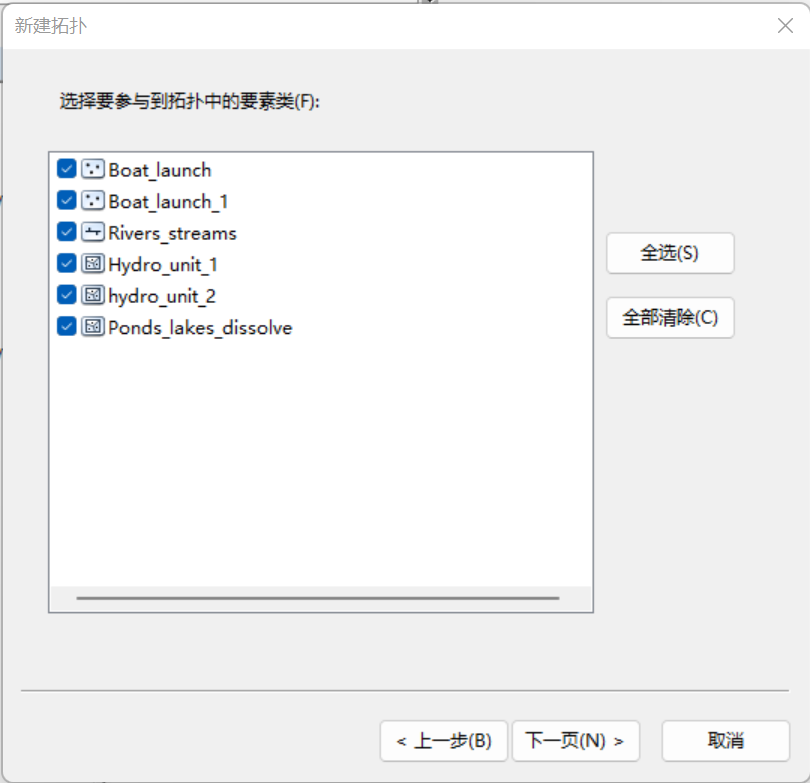 新建拓扑
选择要参与到拓扑中的要素类(F):
Boat_launch
Boat_launch_1
Rivers_streams
Hydro_unit_1
hydro_unit_2
Ponds_lakes_dissolve
全选(S)
全部清除(C)
< 上一步(B)
下一页(N) >
取消